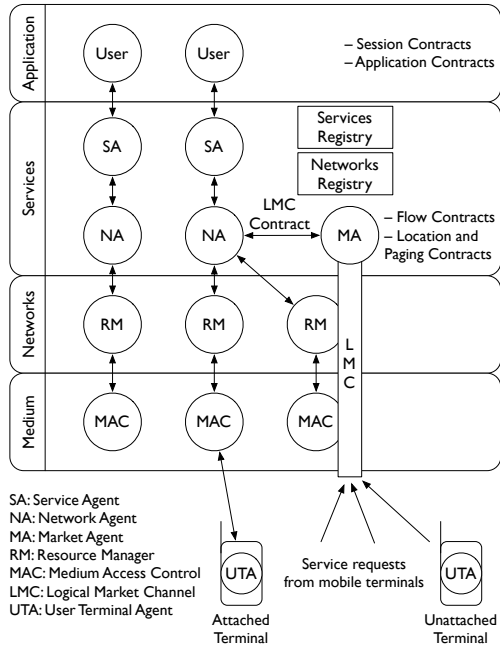 Application
User
User
– Session Contracts
– Application Contracts
Services
SA
SA
Services
Registry
Networks
Registry
LMC
Contract
NA
NA
MA
– Flow Contracts
– Location and
Paging Contracts
Networks
RM
RM
RM
L
M
C
Medium
MAC
MAC
MAC
SA: Service Agent
NA: Network Agent
MA: Market Agent
RM: Resource Manager
MAC: Medium Access Control
LMC: Logical Market Channel
UTA: User Terminal Agent
UTA
Attached
Terminal
Service requests
from mobile terminals
UTA
Unattached
Terminal